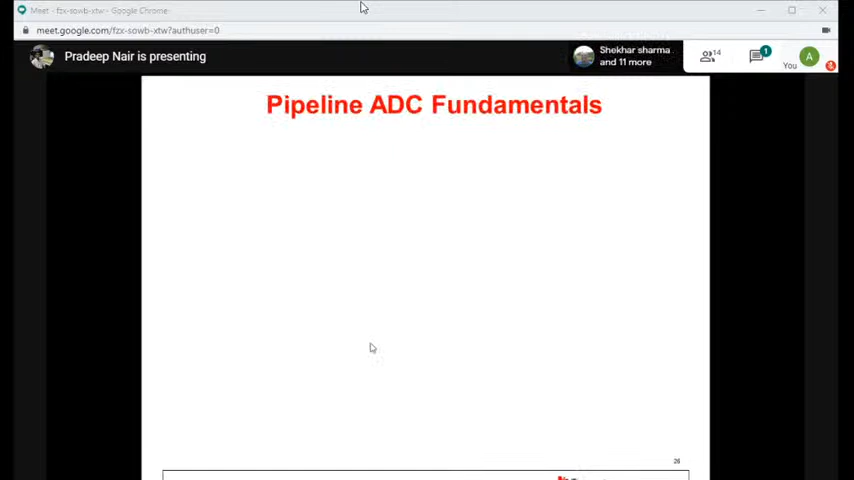 Meet - fzx-sowb-xtw - Google Chrome
meet.google.com/fzx-sowb-xtw?authuser=0
Pradeep Nair is presenting
Shekhar sharma
and 11 more
14
1
You
A
Pipeline ADC Fundamentals
26